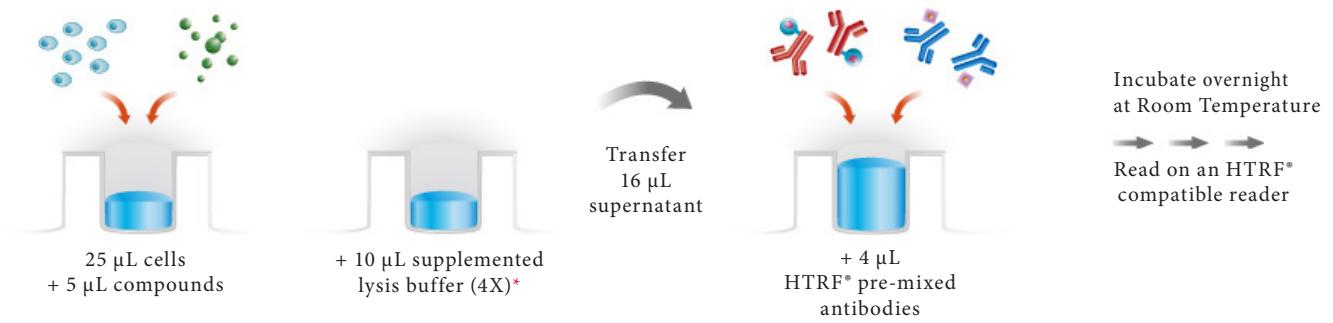 25 µL cells
+ 5 µL compounds
+ 10 µL supplemented
lysis buffer (4X)*
Transfer
16 µL
supernatant
+ 4 µL
HTRF® pre-mixed
antibodies
Incubate overnight
at Room Temperature
Read on an HTRF®
compatible reader